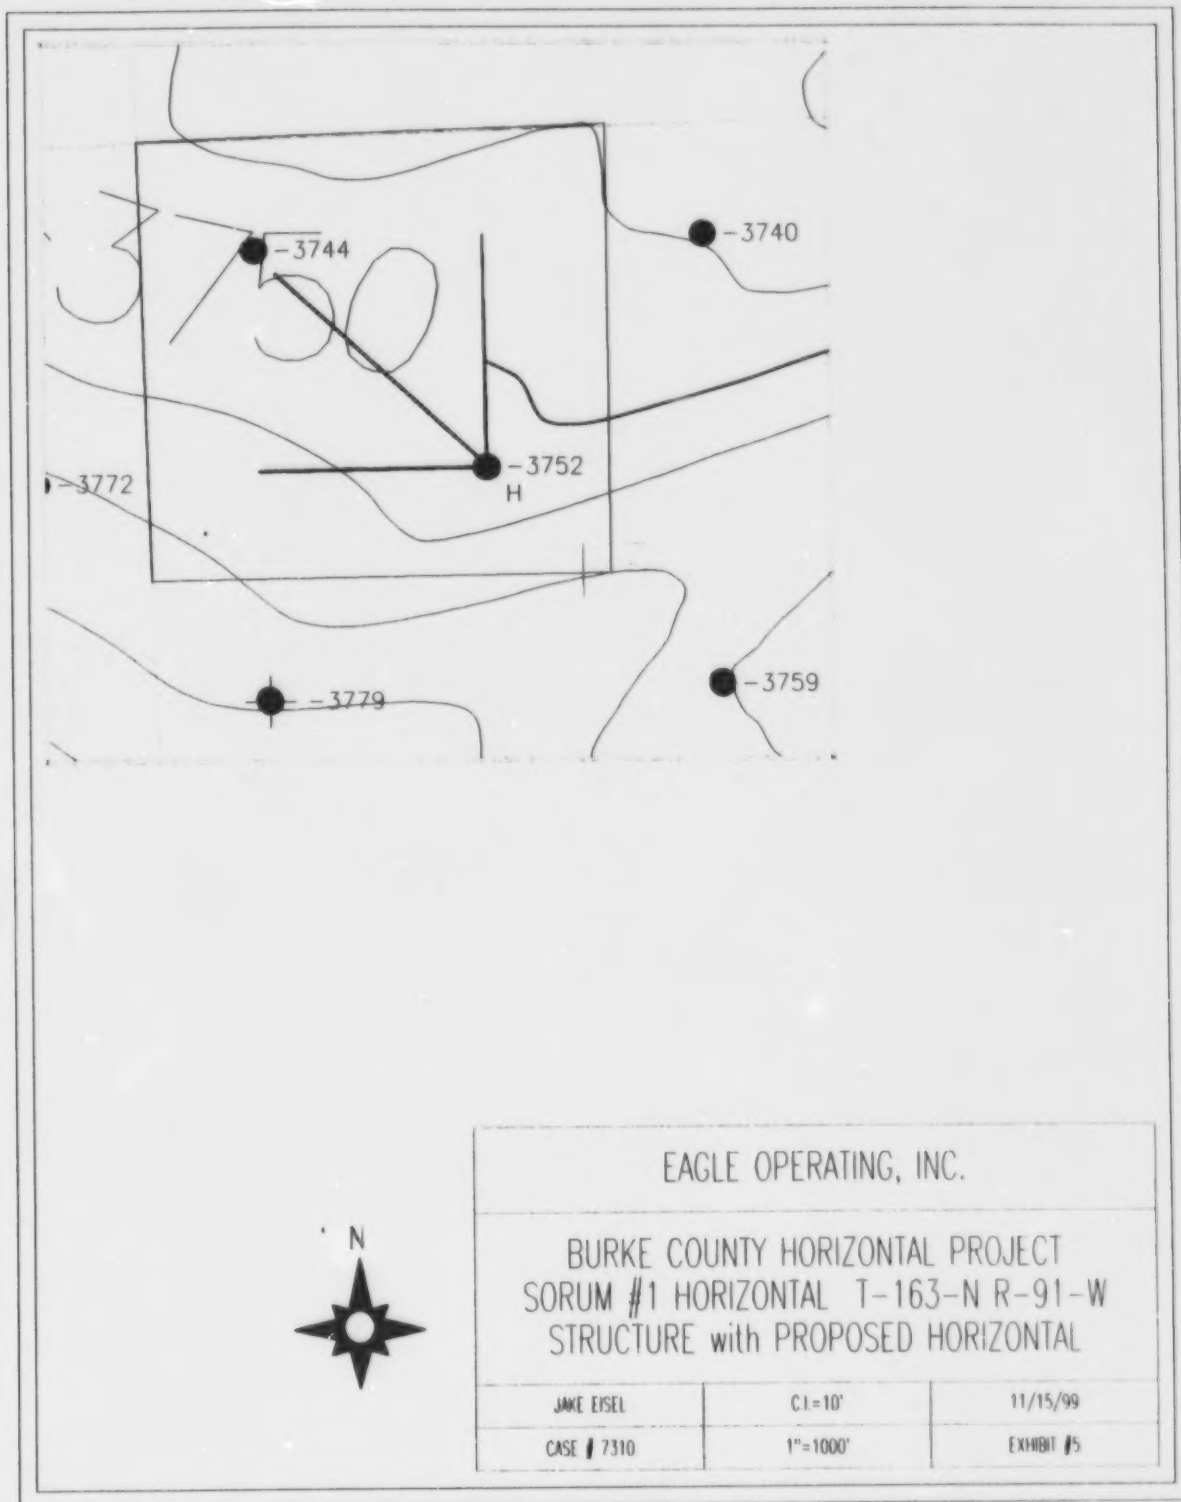 -3740
-3744
3750
-3752
H
-3772
-3759
-3779
N
EAGLE OPERATING, INC.
BURKE COUNTY HORIZONTAL PROJECT
SORUM #1 HORIZONTAL T-163-N R-91-W
STRUCTURE with PROPOSED HORIZONTAL
JAKE EISEL
C.I.=10'
11/15/99
CASE # 7310
1"=1000'
EXHIBIT #5